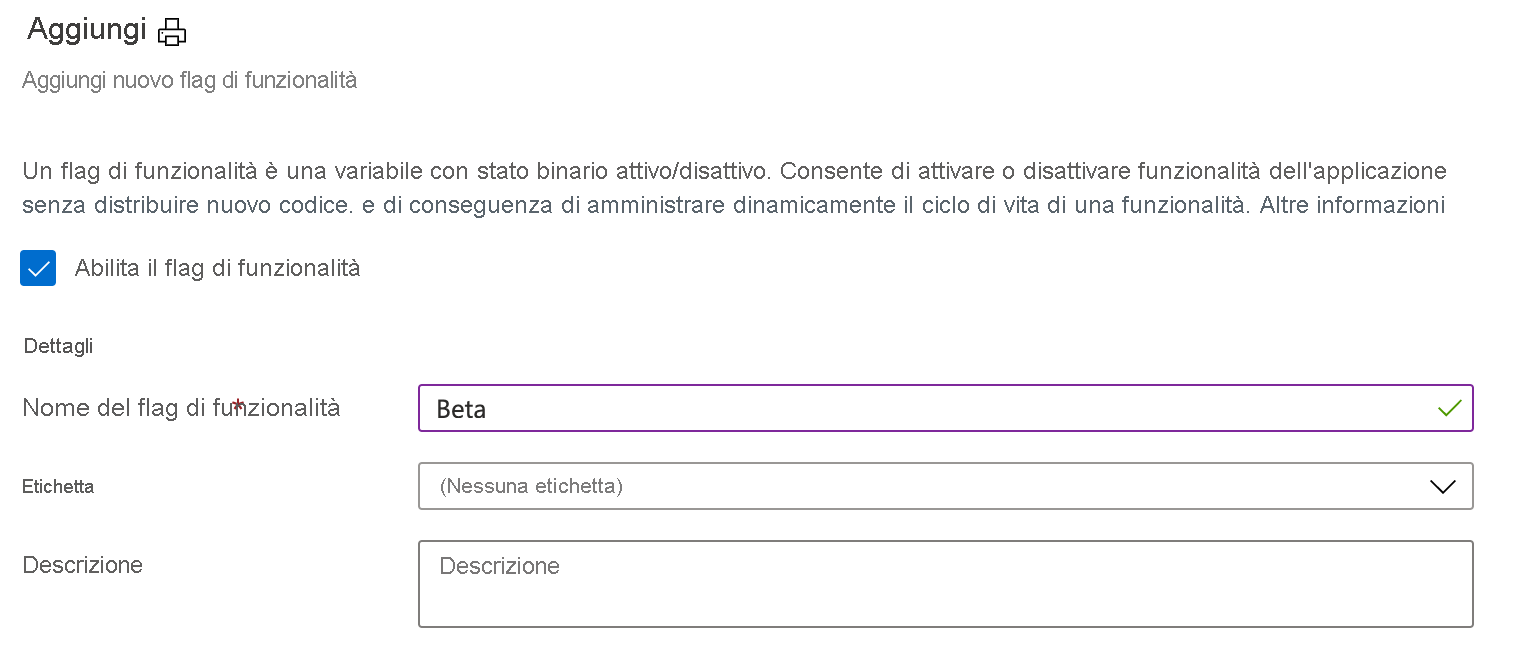 Aggiungi
Aggiungi nuovo flag di funzionalità
Un flag di funzionalità è una variabile con stato binario attivo/disattivo. Consente di attivare o disattivare funzionalità dell'applicazione
senza distribuire nuovo codice. e di conseguenza di amministrare dinamicamente il ciclo di vita di una funzionalità. Altre informazioni
Abilita il flag di funzionalità
Dettagli
Nome del flag di funzionalità *
Beta
Etichetta
(Nessuna etichetta)
Descrizione
Descrizione